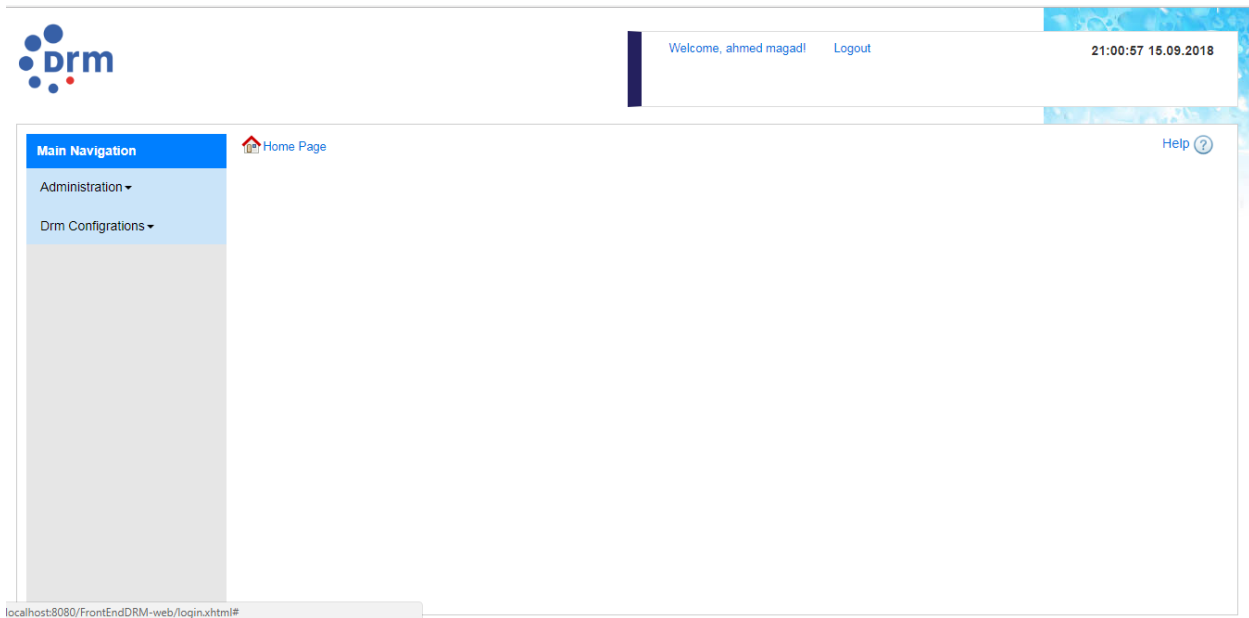 Drm
Welcome, ahmed magad! Logout 21:00:57 15.09.2018
Main Navigation
Home Page
Help ?
Administration
Drm Configrations
localhost:8080/FrontEndDRM-web/login.xhtml#